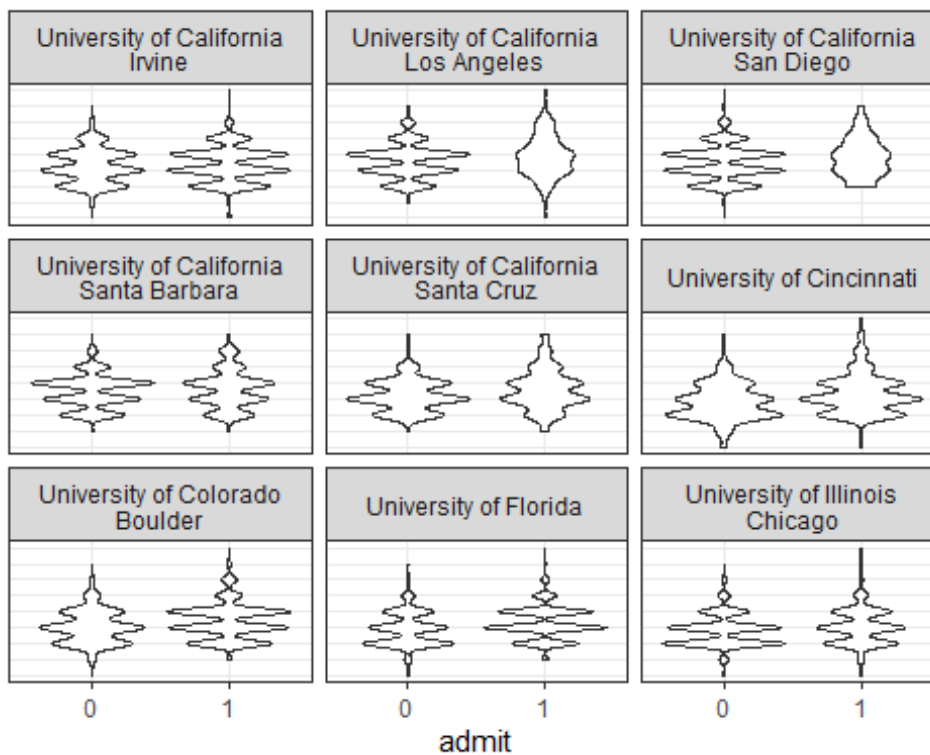 University of California
Irvine
University of California
Los Angeles
University of California
San Diego
University of California
Santa Barbara
University of California
Santa Cruz
University of Cincinnati
University of Colorado
Boulder
University of Florida
University of Illinois
Chicago
0
1
0
1
0
1
admit